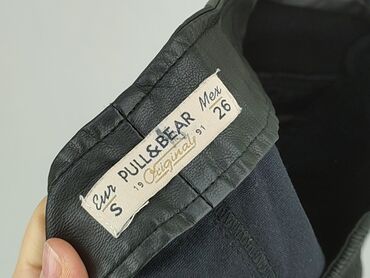 Eur
S
PULL&BEAR
19 Original 91
Mex
26